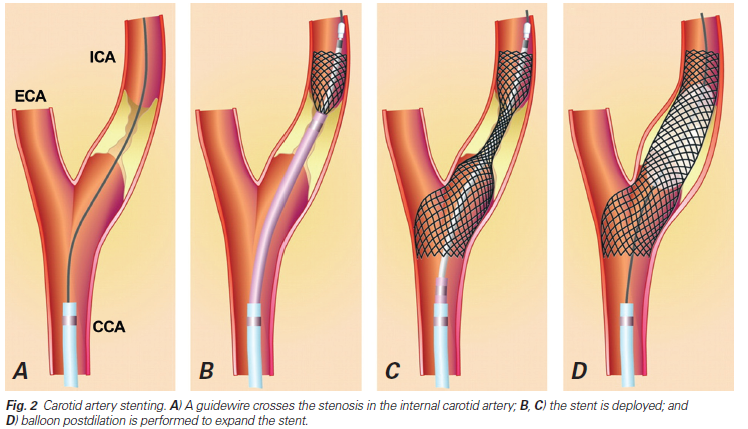 ICA
ECA
CCA
A
B
C
D
Fig. 2 Carotid artery stenting. A) A guidewire crosses the stenosis in the internal carotid artery; B, C) the stent is deployed; and
D) balloon postdilation is performed to expand the stent.